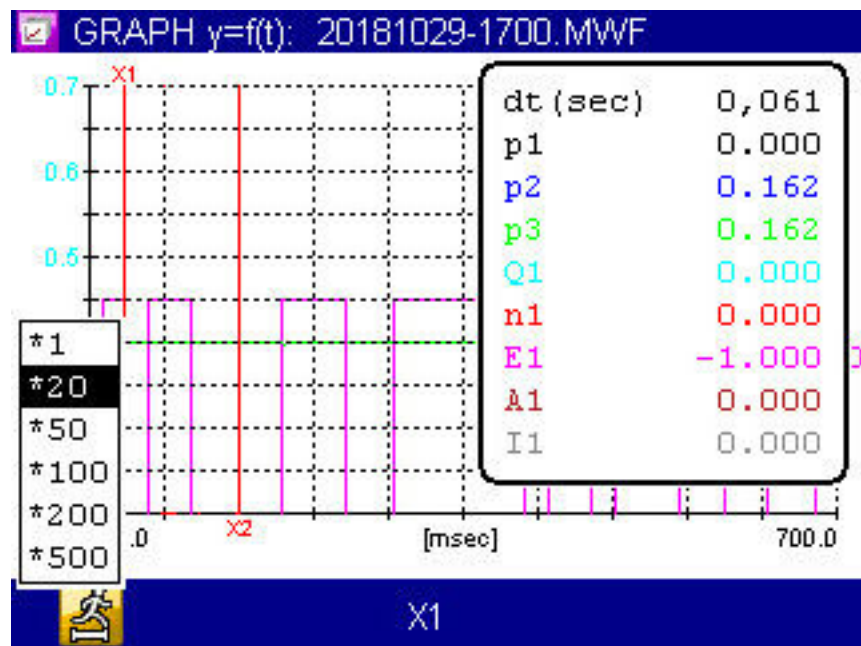 GRAPH y=f(t): 20181029-1700.MWF
X1
0.7
0.6
0.5
dt(sec) 0,061
p1 0.000
p2 0.162
p3 0.162
Q1 0.000
n1 0.000
E1 -1.000
A1 0.000
I1 0.000
*1
*20
*50
*100
*200
*500
.0
X2
[msec]
700.0
X1